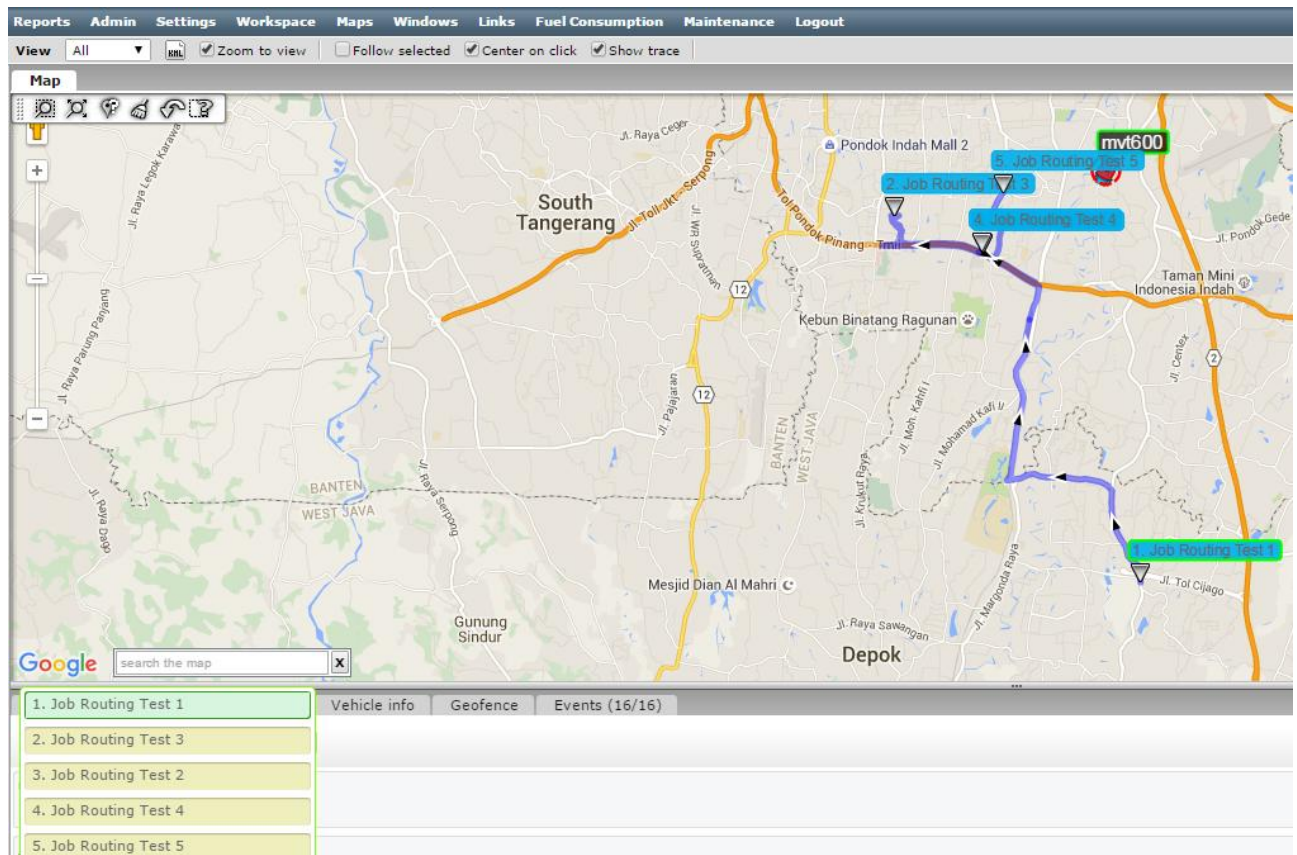 Reports Admin Settings Workspace Maps Windows Links Fuel Consumption Maintenance Logout
View All KML Zoom to view Follow selected Center on click Show trace
Map
Jl. Raya Legok Karawa
Jl. Raya Ceger
Pondok Indah Mall 2
mvt600
5. Job Routing Test 5
2. Job Routing Test 3
4. Job Routing Test 4
South
Tangerang
Jl. Toll Jkt - Serpong
Jl. WR Supratman
Tol Pondok Pinang - Tmii
Jl. Pondok Gede
Taman Mini
Indonesia Indah
12
Kebun Binatang Ragunan
Jl. Raya Parung Panjang
Jl. Centex
2
12
Jl. Pajajaran
Jl. Moh. Kahfi I
Jl. Mohamad Kafi II
BANTEN
WEST JAVA
BANTEN
WEST JAVA
Jl. Raya Serpong
Jl. Raya Dago
Jl. Krukut Raya
1. Job Routing Test 1
Jl. Tol Cijago
Jl. Margonda Raya
Mesjid Dian Al Mahri
Gunung
Sindur
Jl. Raya Sawangan
Depok
Google search the map X
1. Job Routing Test 1 Vehicle info Geofence Events (16/16)
2. Job Routing Test 3
3. Job Routing Test 2
4. Job Routing Test 4
5. Job Routing Test 5